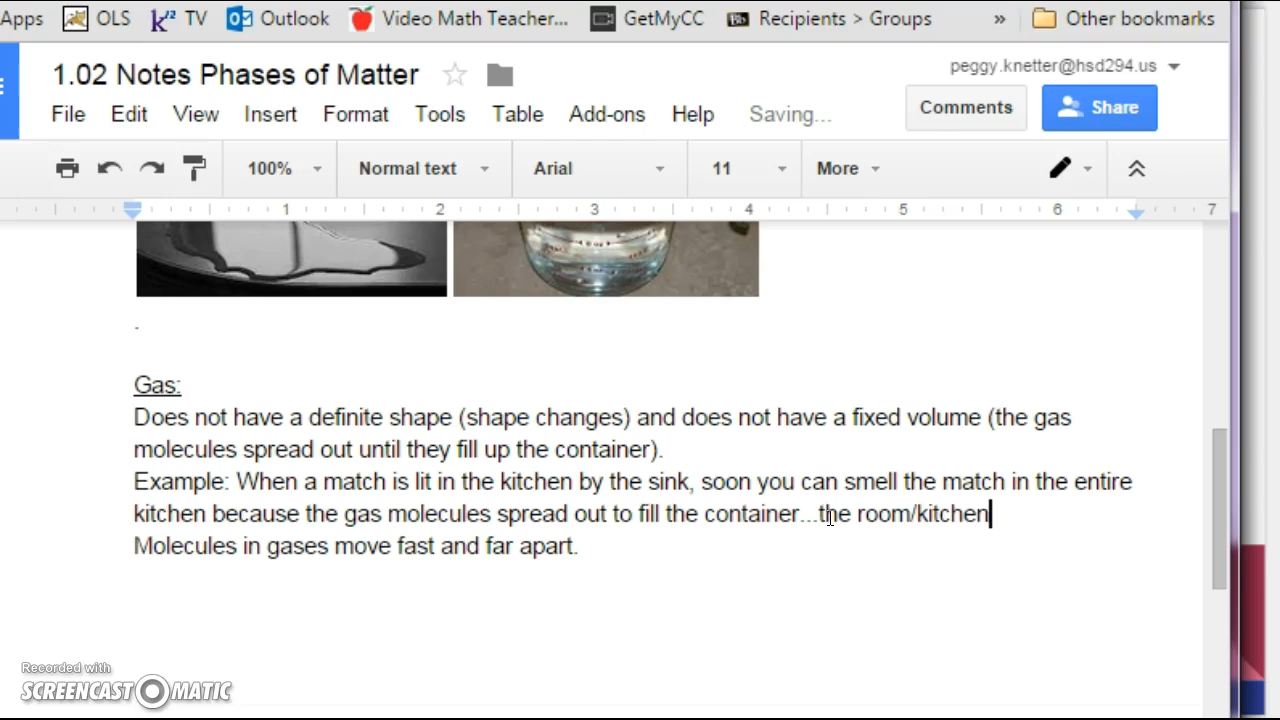 Apps OLS TV Outlook Video Math Teacher... GetMyCC Bb Recipients > Groups » Other bookmarks
1.02 Notes Phases of Matter peggy.knetter@hsd294.us
File Edit View Insert Format Tools Table Add-ons Help Saving... Comments Share
100% Normal text Arial 11 More
1 2 3 4 5 6 7
.
Gas:
Does not have a definite shape (shape changes) and does not have a fixed volume (the gas
molecules spread out until they fill up the container).
Example: When a match is lit in the kitchen by the sink, soon you can smell the match in the entire
kitchen because the gas molecules spread out to fill the container...the room/kitchen
Molecules in gases move fast and far apart.
Recorded with
SCREENCAST O MATIC